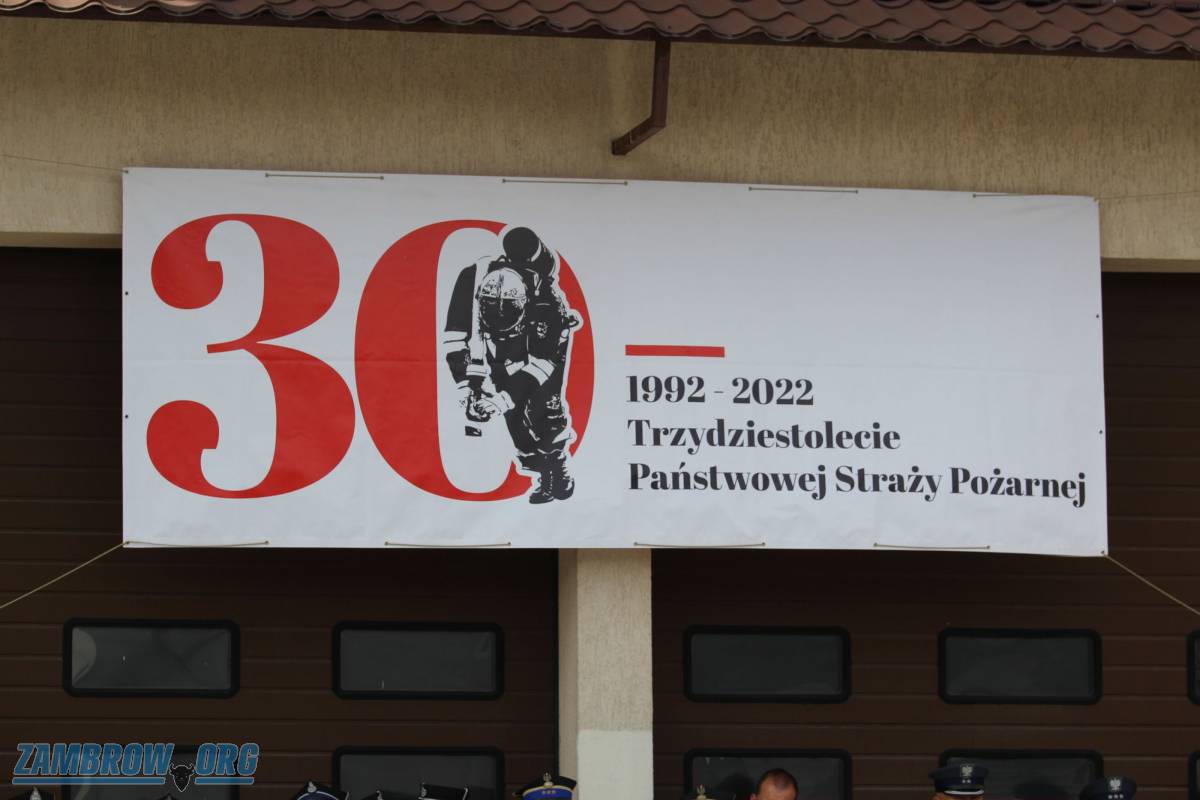 30
1992 - 2022
Trzydziestolecie
Państwowej Straży Pożarnej
ZAMBROW.ORG